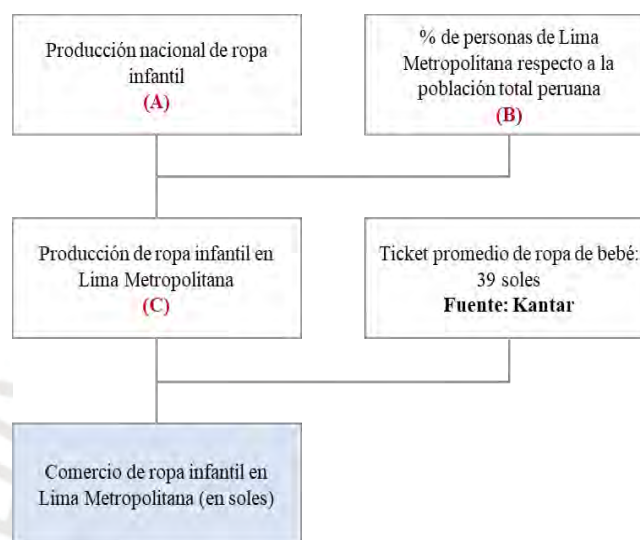 Producción nacional de ropa
infantil
(A)
% de personas de Lima
Metropolitana respecto a la
población total peruana
(B)
Producción de ropa infantil en
Lima Metropolitana
(C)
Ticket promedio de ropa de bebé:
39 soles
Fuente: Kantar
Comercio de ropa infantil en
Lima Metropolitana (en soles)